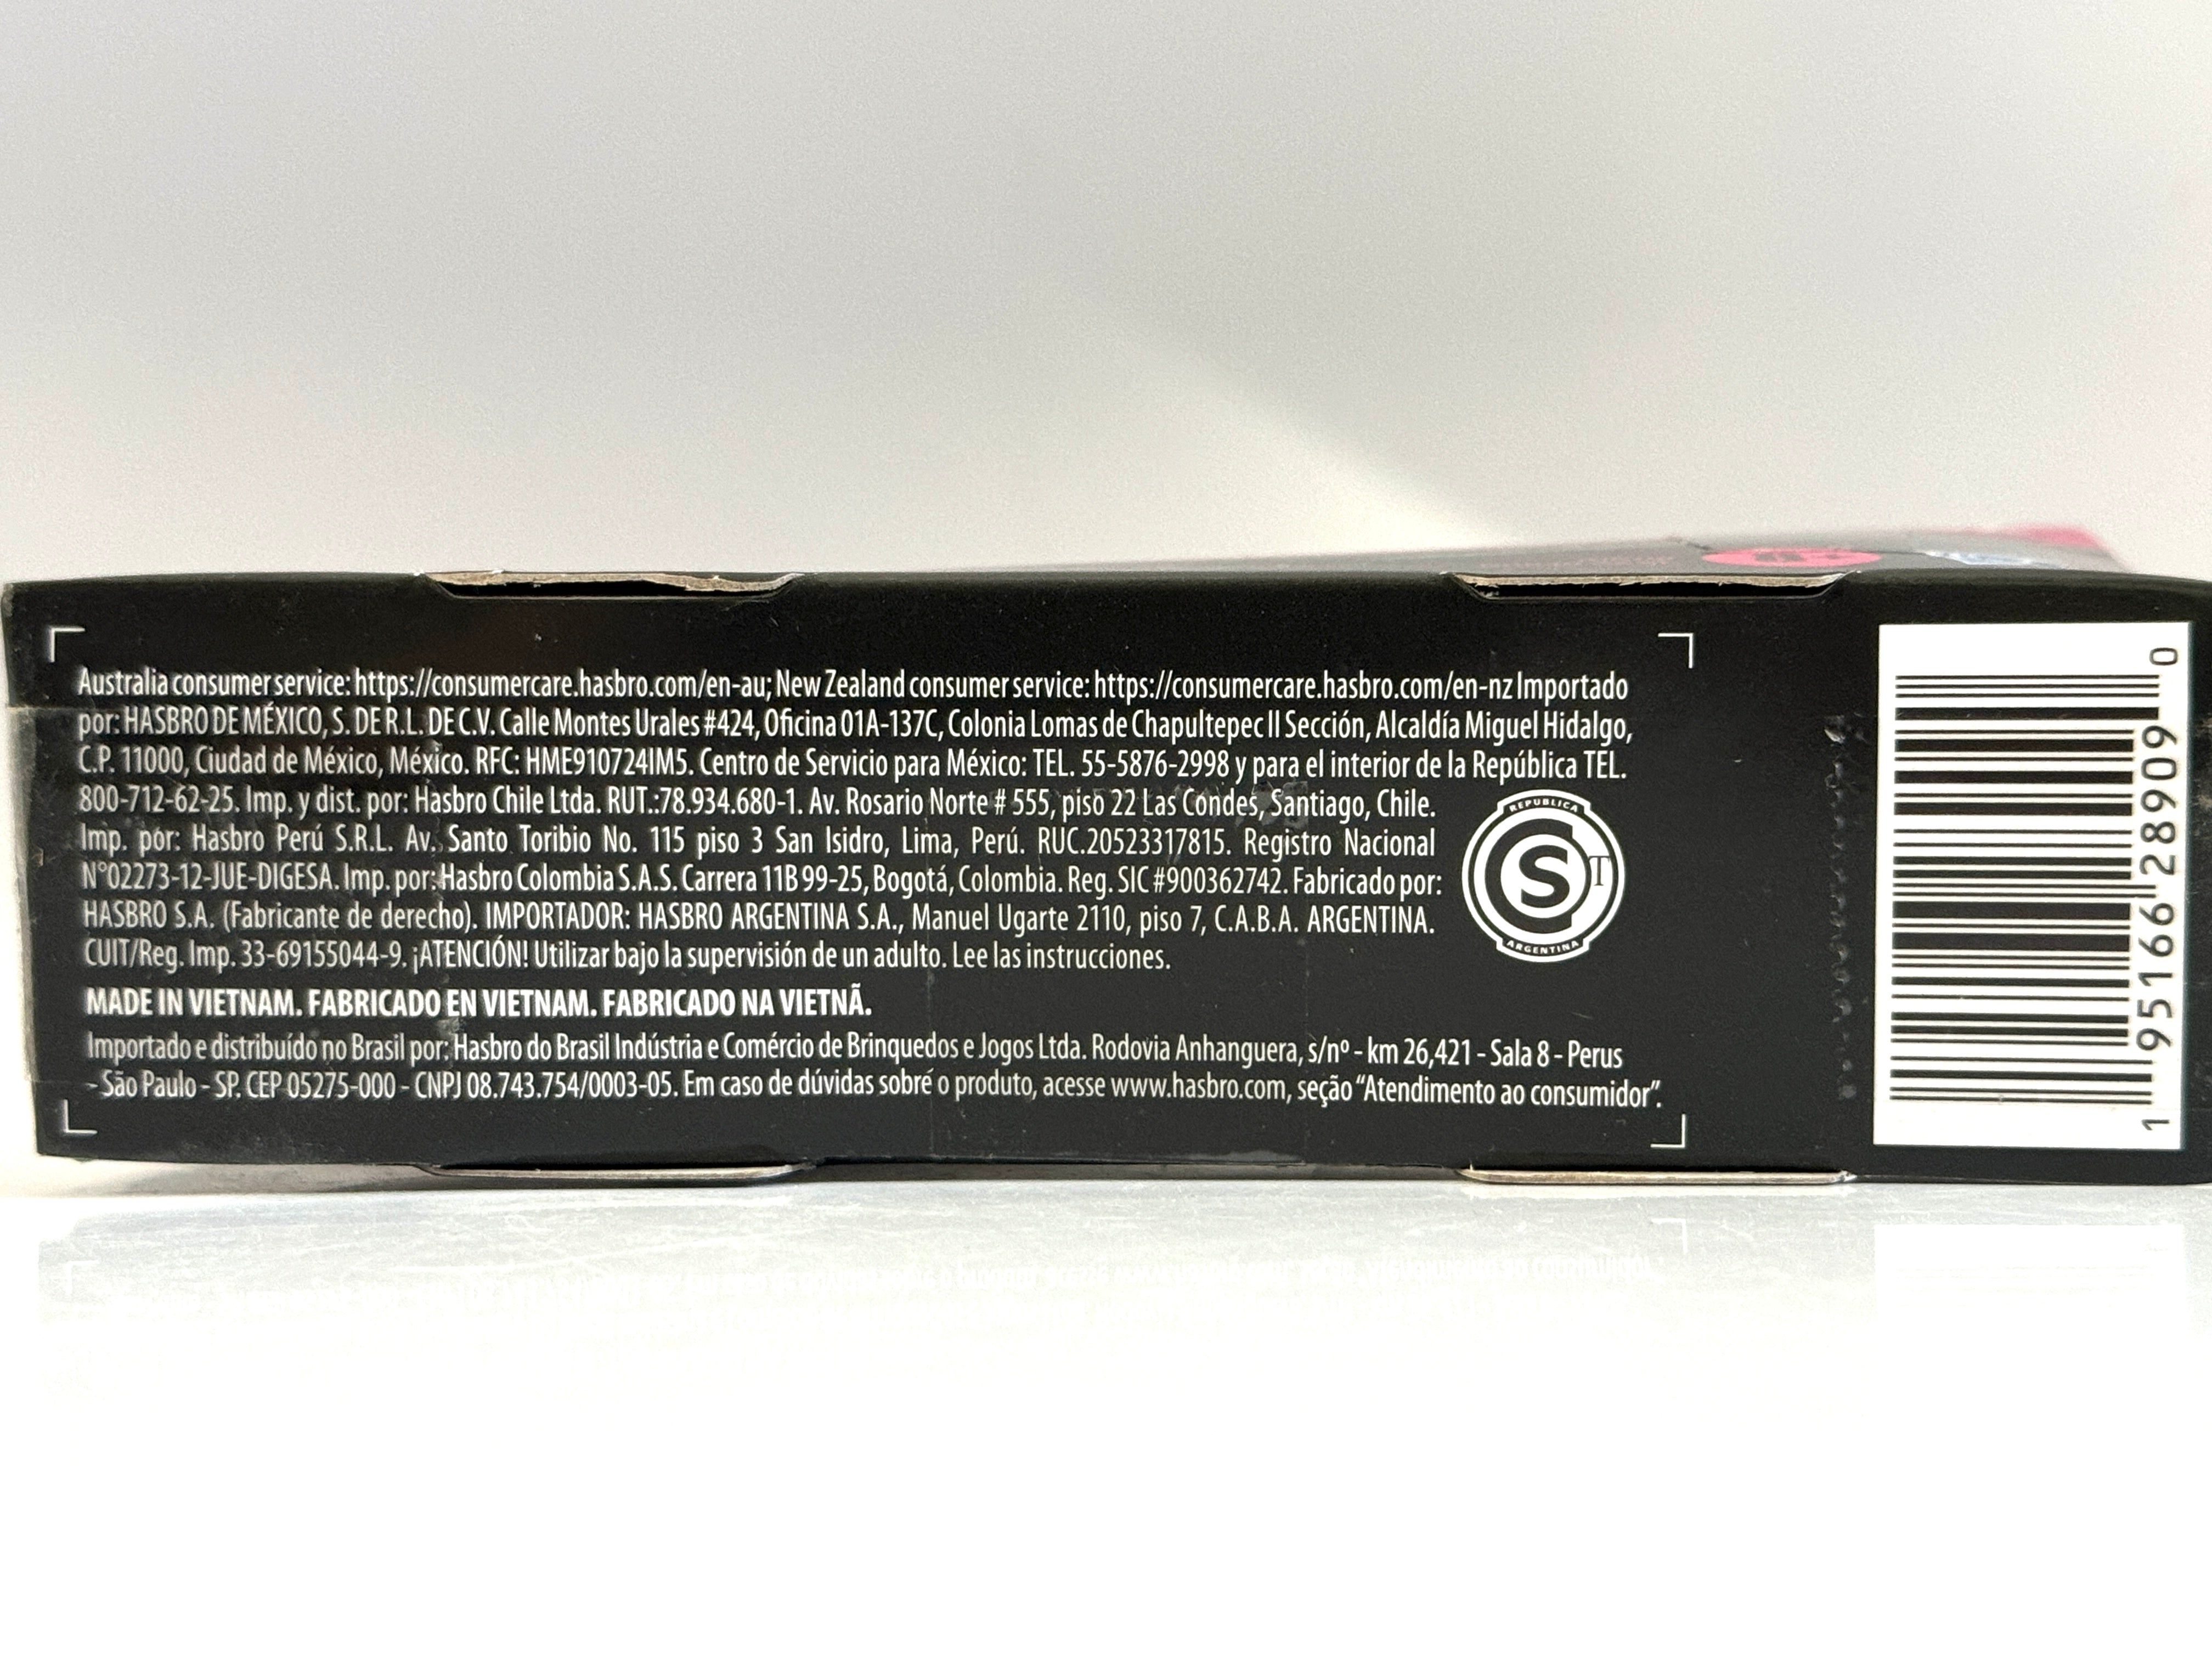 Australia consumer service: https://consumercare.hasbro.com/en-au; New Zealand consumer service: https://consumercare.hasbro.com/en-nz Importado
por: HASBRO DE MÉXICO, S. DE R.L. DE C.V. Calle Montes Urales #424, Oficina 01A-137C, Colonia Lomas de Chapultepec II Sección, Alcaldía Miguel Hidalgo,
C.P. 11000, Ciudad de México, México. RFC: HME910724IM5. Centro de Servicio para México: TEL. 55-5876-2998 y para el interior de la República TEL.
800-712-62-25. Imp. y dist. por: Hasbro Chile Ltda. RUT.:78.934.680-1. Av. Rosario Norte # 555, piso 22 Las Condes, Santiago, Chile.
Imp. por: Hasbro Perú S.R.L. Av. Santo Toribio No. 115 piso 3 San Isidro, Lima, Perú. RUC.20523317815. Registro Nacional
N°02273-12-JUE-DIGESA. Imp. por: Hasbro Colombia S.A.S. Carrera 11B 99-25, Bogotá, Colombia. Reg. SIC #900362742. Fabricado por:
HASBRO S.A. (Fabricante de derecho). IMPORTADOR: HASBRO ARGENTINA S.A., Manuel Ugarte 2110, piso 7, C.A.B.A. ARGENTINA.
CUIT/Reg. Imp. 33-69155044-9. ¡ATENCIÓN! Utilizar bajo la supervisión de un adulto. Lee las instrucciones.
MADE IN VIETNAM. FABRICADO EN VIETNAM. FABRICADO NA VIETNÃ.
Importado e distribuído no Brasil por: Hasbro do Brasil Indústria e Comércio de Brinquedos e Jogos Ltda. Rodovia Anhanguera, s/nº - km 26,421 - Sala 8 - Perus
- São Paulo - SP. CEP 05275-000 - CNPJ 08.743.754/0003-05. Em caso de dúvidas sobre o produto, acesse www.hasbro.com, seção “Atendimento ao consumidor”.
REPUBLICA
S T
ARGENTINA
1 95166 28909 0